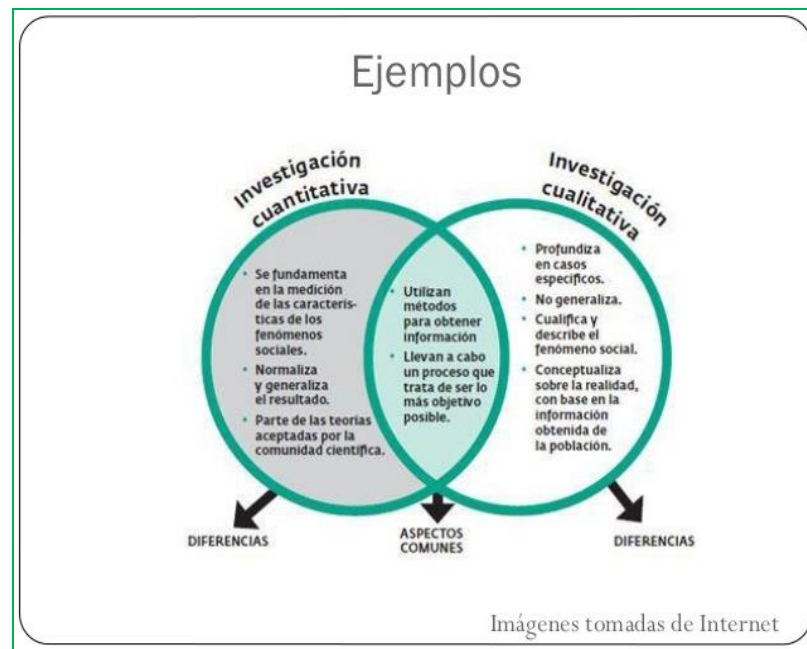 Ejemplos
Investigación
cuantitativa
Investigación
cualitativa
• Se fundamenta
en la medición
de las caracterís-
ticas de los
fenómenos
sociales.
• Normaliza
y generaliza
el resultado.
• Parte de las teorías
aceptadas por la
comunidad científica.
• Utilizan
métodos
para obtener
información
• Llevan a cabo
un proceso que
trata de ser lo
más objetivo
posible.
• Profundiza
en casos
específicos.
• No generaliza.
• Cualifica y
describe el
fenómeno social.
• Conceptualiza
sobre la realidad,
con base en la
información
obtenida de
la población.
DIFERENCIAS
ASPECTOS
COMUNES
DIFERENCIAS
Imágenes tomadas de Internet